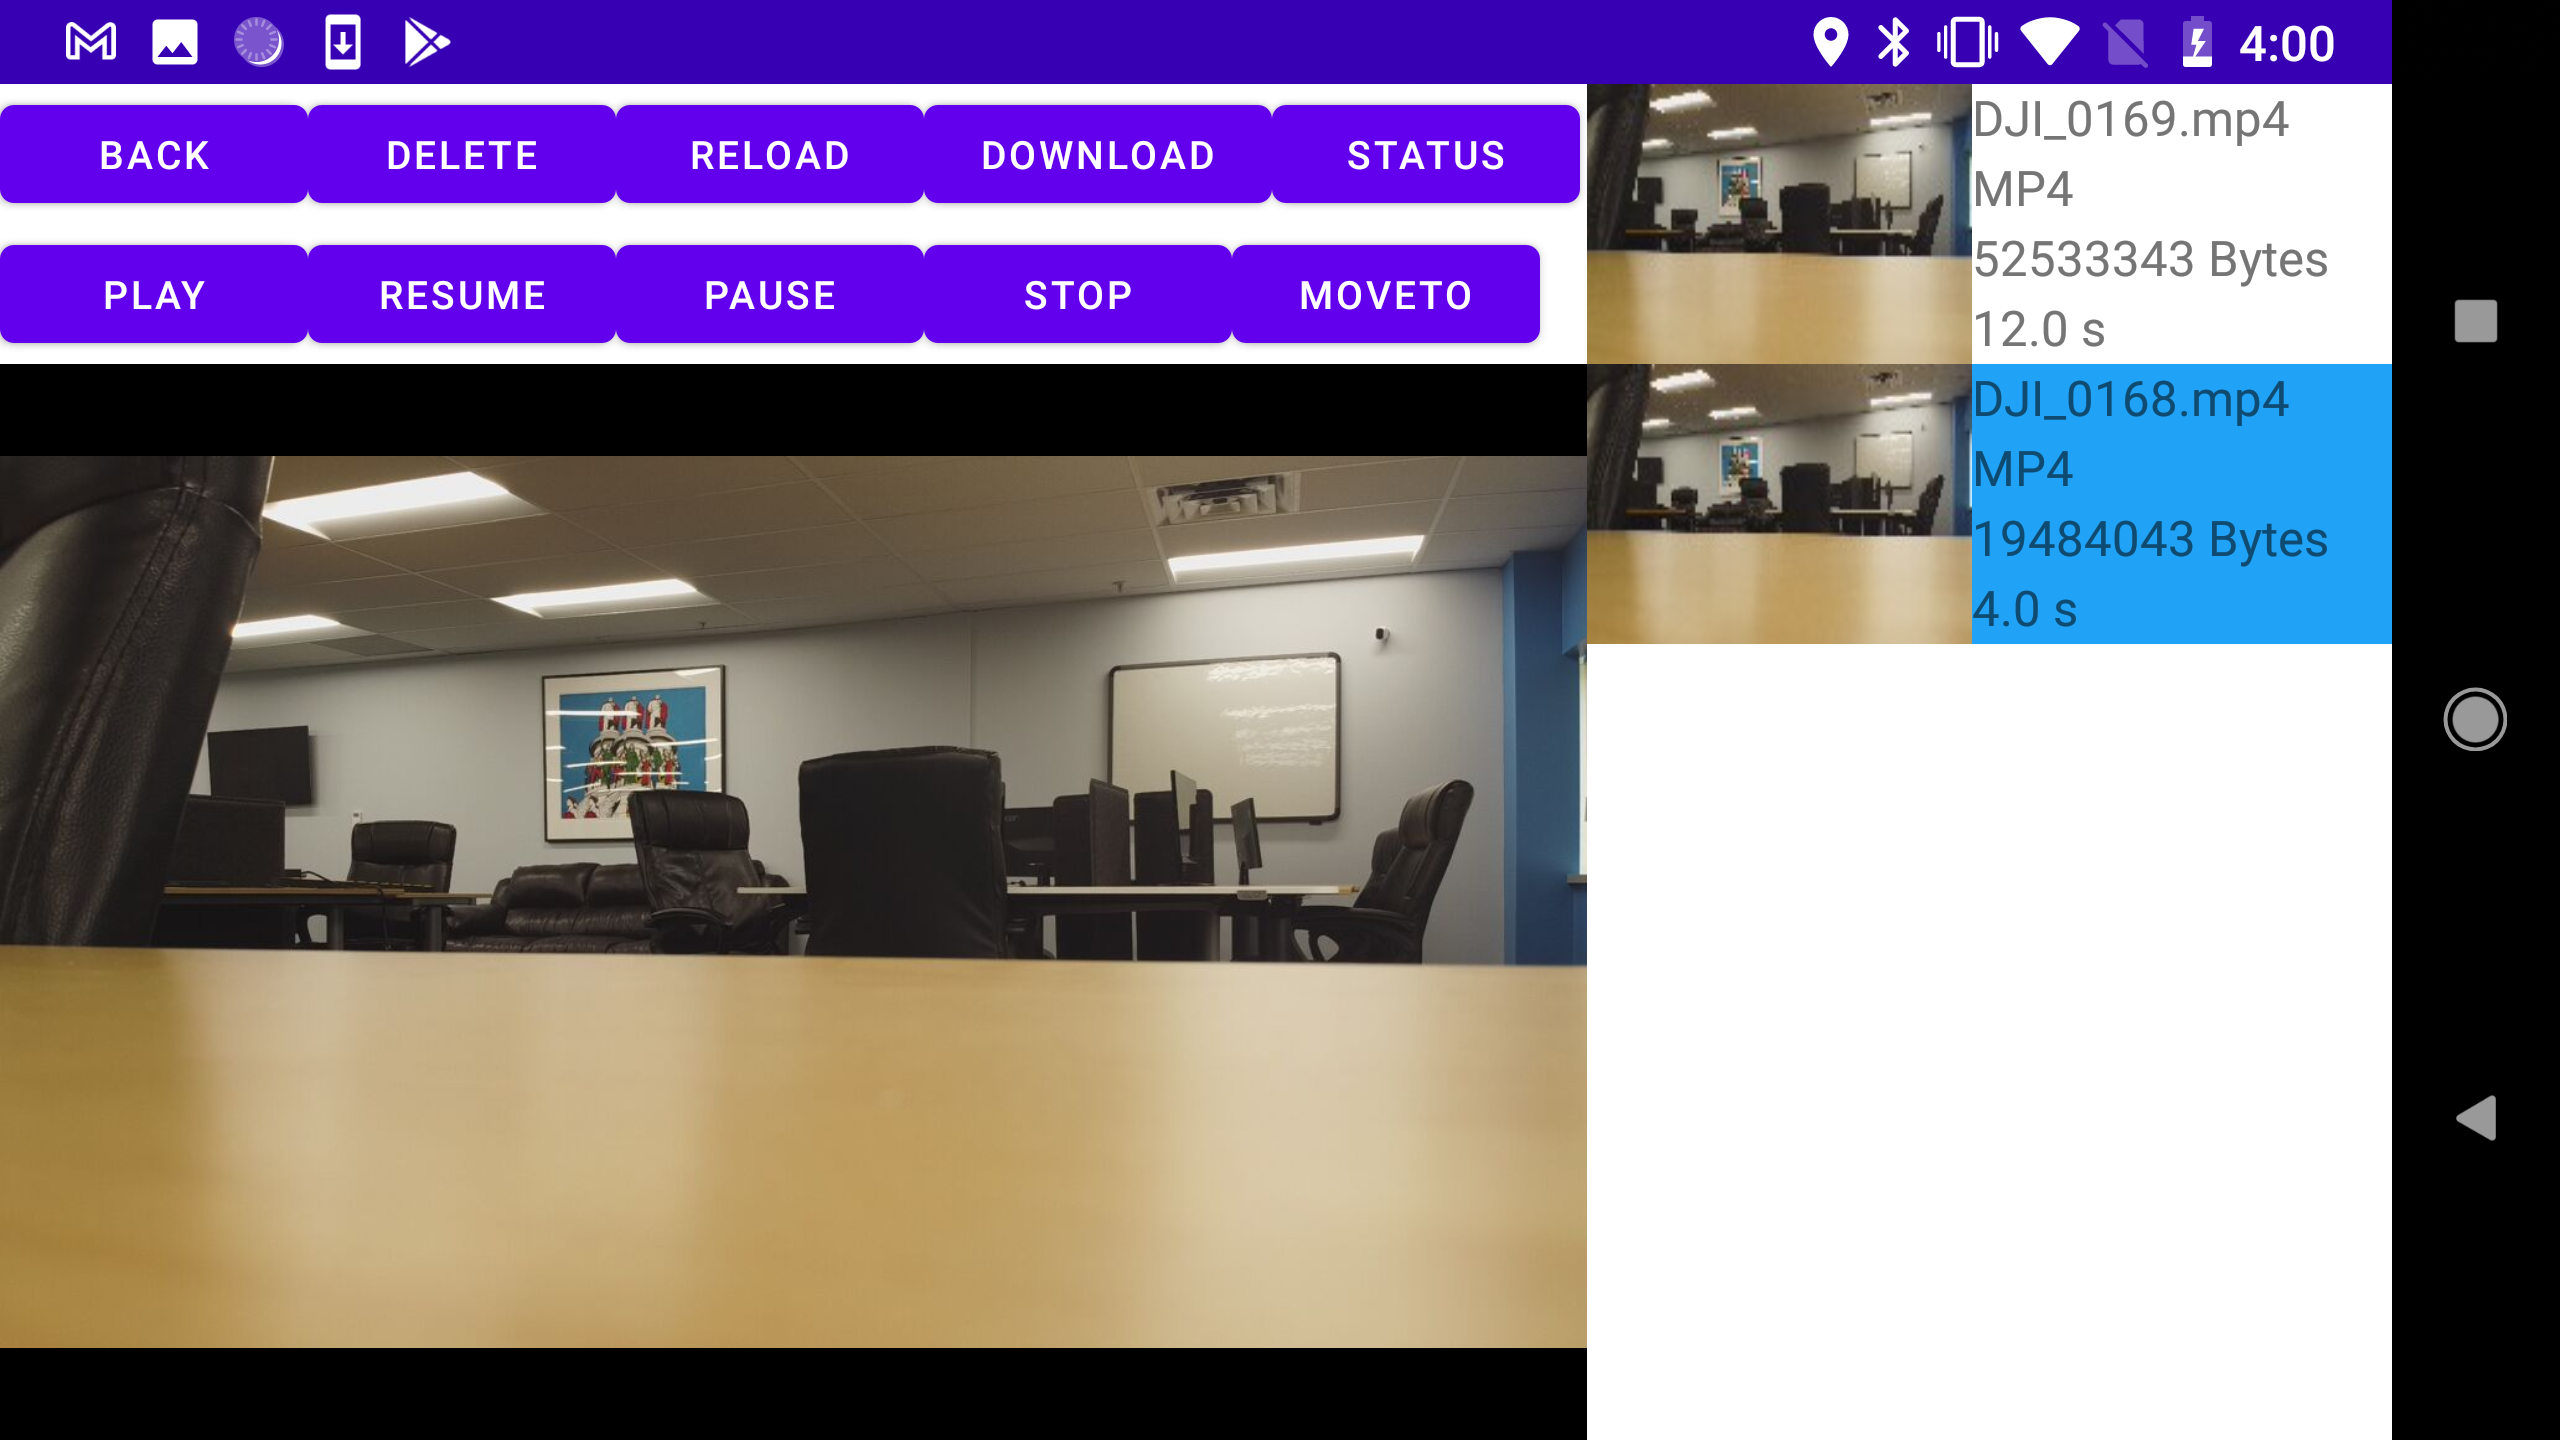 4:00
BACK DELETE RELOAD DOWNLOAD STATUS
PLAY RESUME PAUSE STOP MOVETO
DJI_0169.mp4
MP4
52533343 Bytes
12.0 s
DJI_0168.mp4
MP4
19484043 Bytes
4.0 s